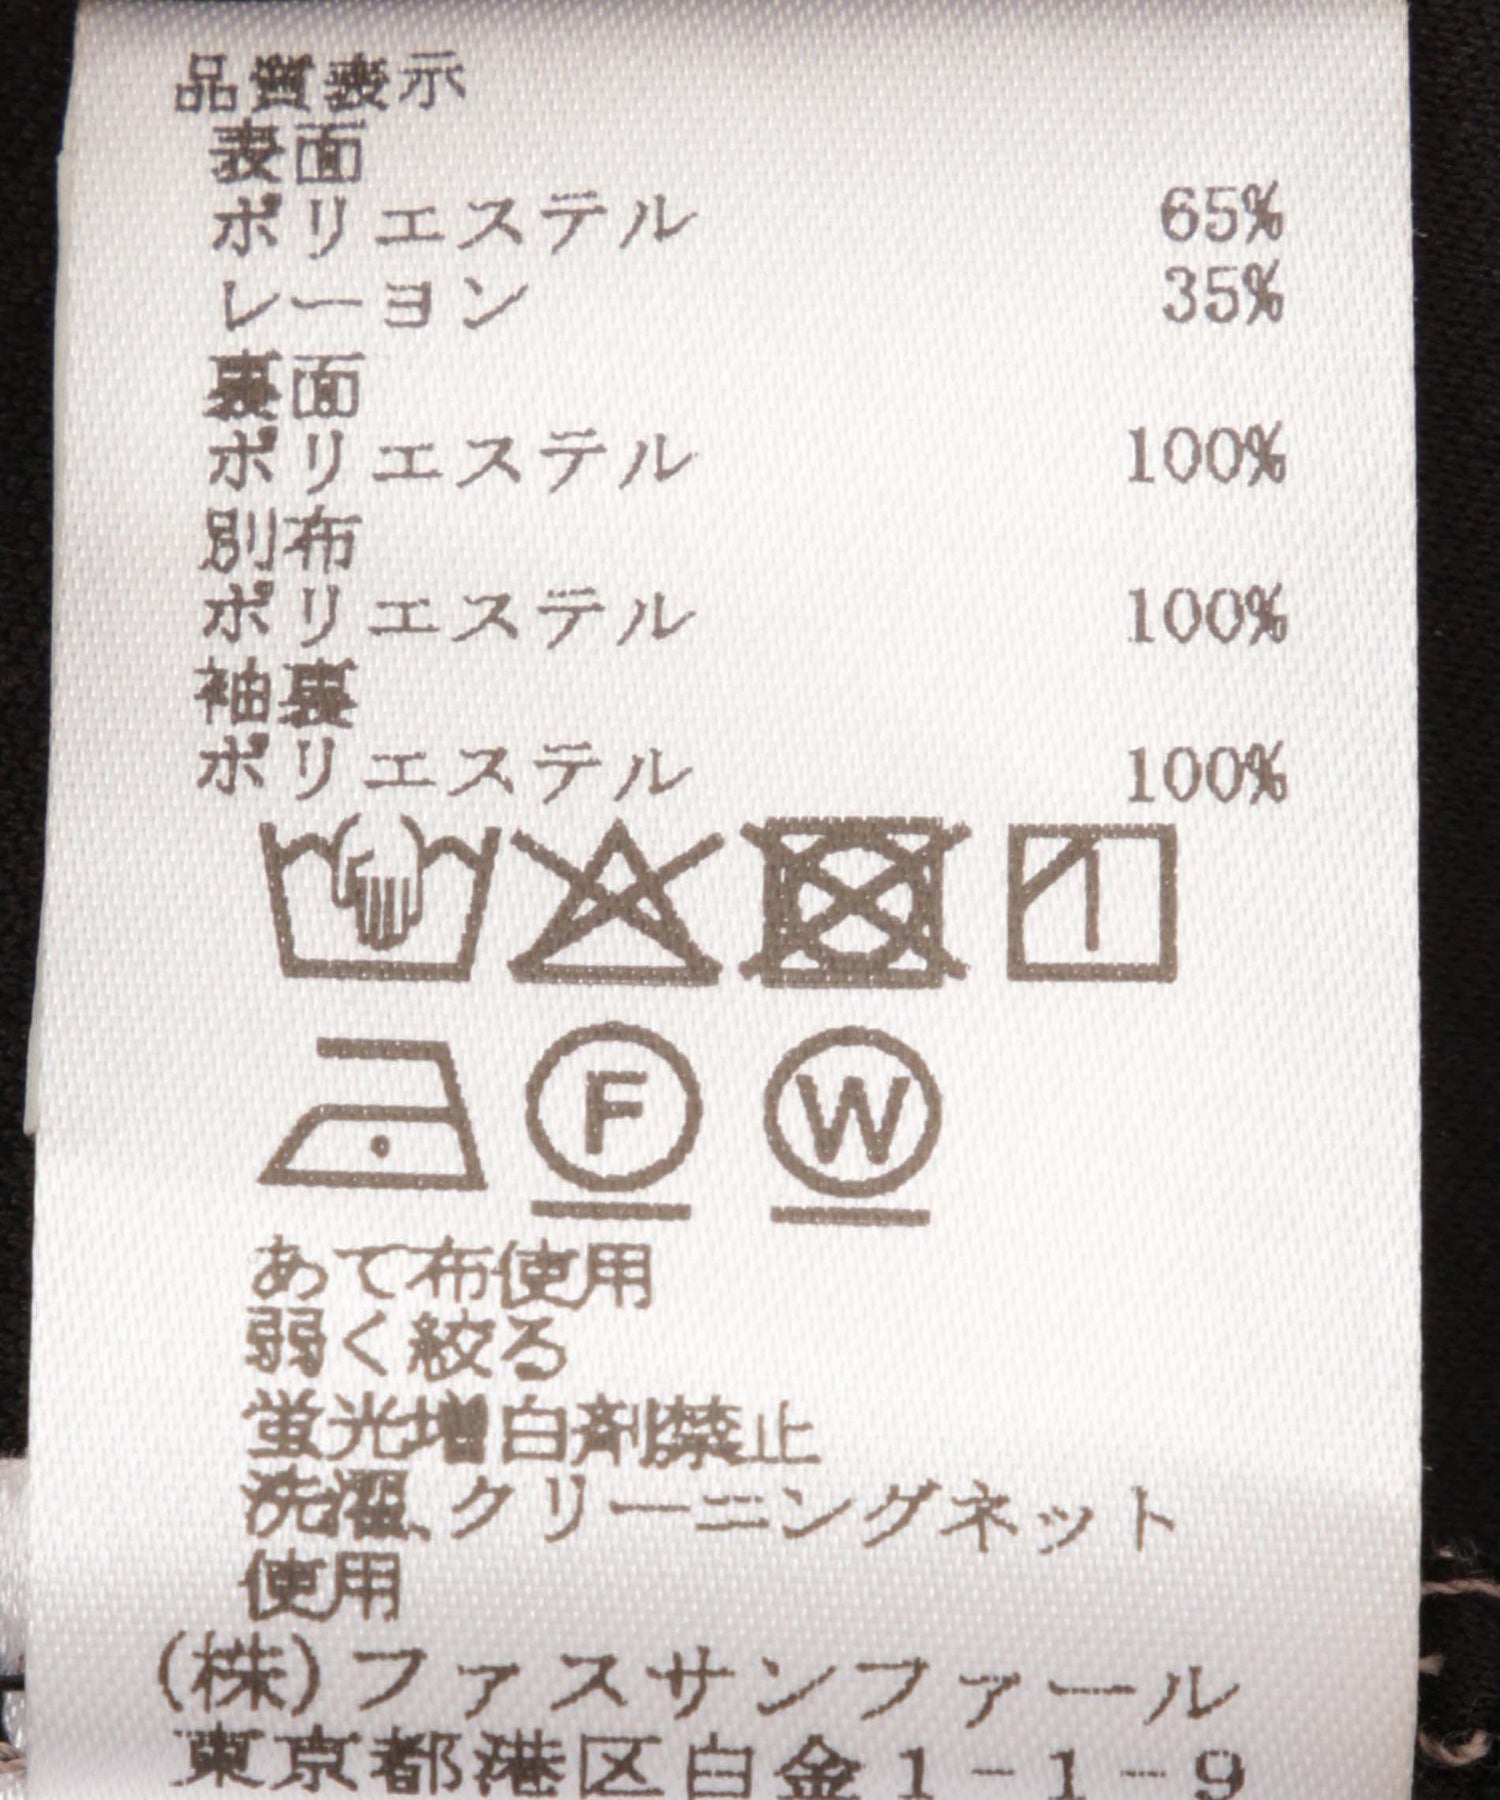 品質表示
表面
ポリエステル 65%
レーヨン 35%
裏面
ポリエステル 100%
別布
ポリエステル 100%
袖裏
ポリエステル 100%
F W
あて布使用
弱く絞る
蛍光増白剤禁止
洗濯、クリーニングネット
使用
(株)ファスサンファール
東京都港区白金1-1-9